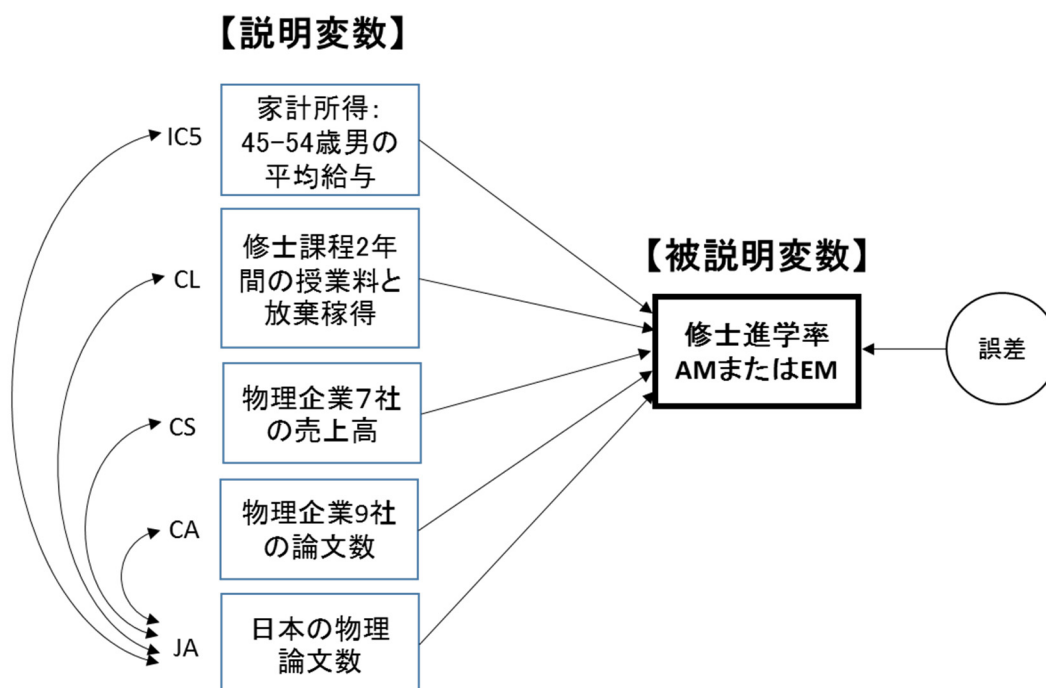 【説明変数】
IC5
家計所得：
45-54歳男の
平均給与
CL
修士課程2年
間の授業料と
放棄稼得
CS
物理企業7社
の売上高
CA
物理企業9社
の論文数
JA
日本の物理
論文数
【被説明変数】
修士進学率
AMまたはEM
誤差